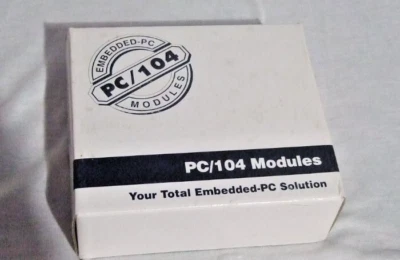 EMBEDDED-PC
PC/104
MODULES
PC/104 Modules
Your Total Embedded-PC Solution